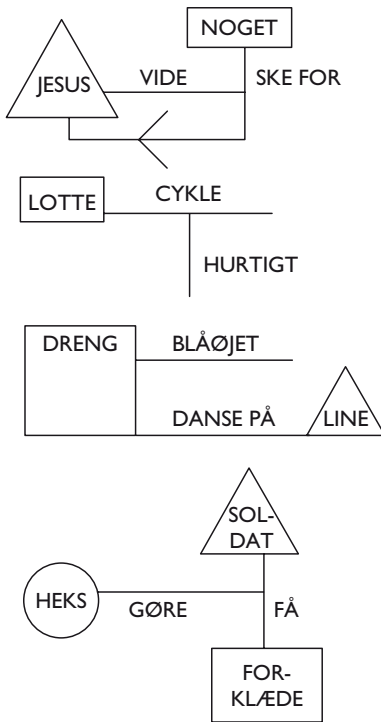 NOGET
JESUS VIDE SKE FOR
LOTTE CYKLE
HURTIGT
DRENG BLÅØJET
DANSE PÅ LINE
SOL-
DAT
HEKS GØRE FÅ
FOR-
KLÆDE